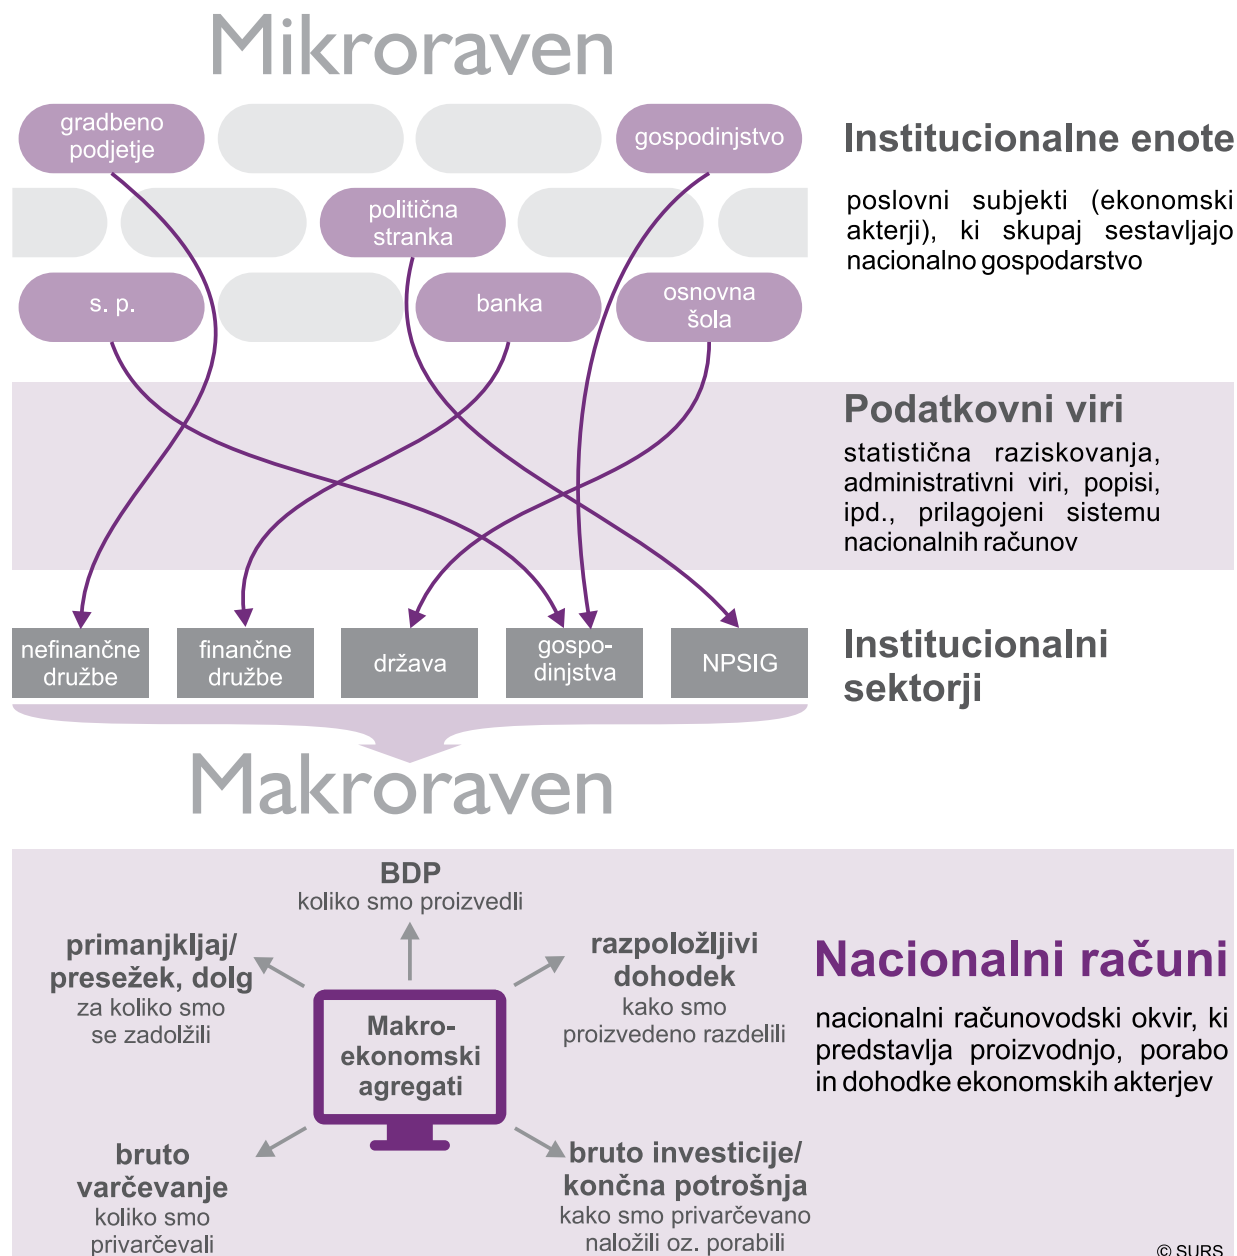 Mikroraven
gradbeno
podjetje
gospodinjstvo
politična
stranka
s. p.
banka
osnovna
šola
Institucionalne enote
poslovni subjekti (ekonomski
akterji), ki skupaj sestavljajo
nacionalno gospodarstvo
Podatkovni viri
statistična raziskovanja,
administrativni viri, popisi,
ipd., prilagojeni sistemu
nacionalnih računov
nefinančne
družbe
finančne
družbe
država
gospo-
dinjstva
NPSIG
Institucionalni
sektorji
Makroraven
BDP
koliko smo proizvedli
primanjkljaj/
presežek, dolg
za koliko smo
se zadolžili
razpoložljivi
dohodek
kako smo
proizvedeno razdelili
Makro-
ekonomski
agregati
bruto
varčevanje
koliko smo
privarčevali
bruto investicije/
končna potrošnja
kako smo privarčevano
naložili oz. porabili
Nacionalni računi
nacionalni računovodski okvir, ki
predstavlja proizvodnjo, porabo
in dohodke ekonomskih akterjev
© SURS